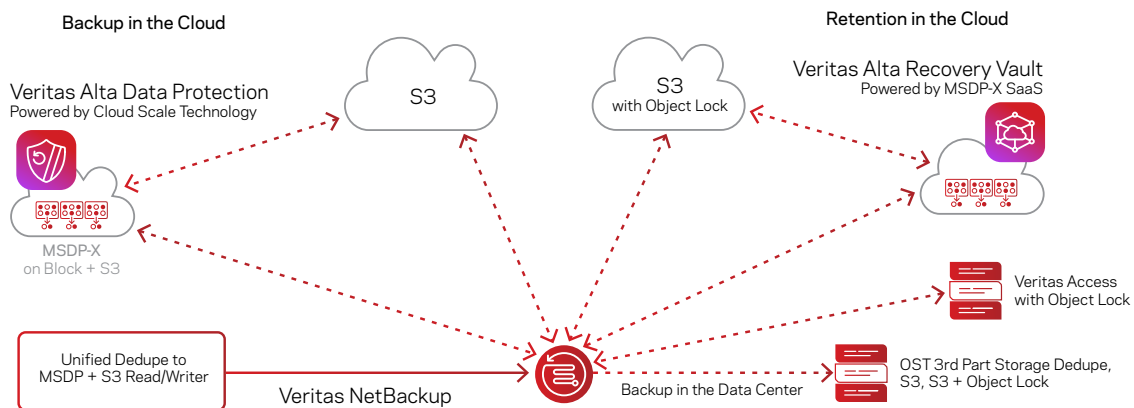 Backup in the Cloud
Retention in the Cloud
Veritas Alta Data Protection
Powered by Cloud Scale Technology
S3
S3
with Object Lock
Veritas Alta Recovery Vault
Powered by MSDP-X SaaS
MSDP-X
on Block + S3
Veritas Access
with Object Lock
Unified Dedupe to
MSDP + S3 Read/Writer
Veritas NetBackup
Backup in the Data Center
OST 3rd Part Storage Dedupe,
S3, S3 + Object Lock